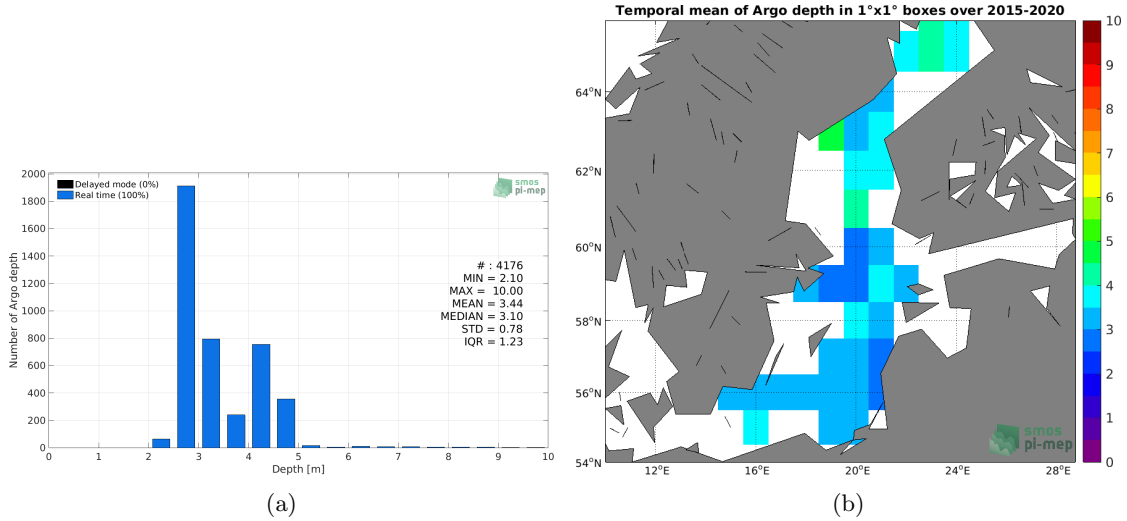 Temporal mean of Argo depth in 1°x1° boxes over 2015-2020
Delayed mode (0%)
Real time (100%)
smos
pi-mep
# : 4176
MIN = 2.10
MAX = 10.00
MEAN = 3.44
MEDIAN = 3.10
STD = 0.78
IQR = 1.23
Number of Argo depth
2000
1800
1600
1400
1200
1000
800
600
400
200
0
0 1 2 3 4 5 6 7 8 9 10
Depth [m]
(a)
64°N
62°N
60°N
58°N
56°N
54°N
12°E 16°E 20°E 24°E 28°E
smos
pi-mep
10
9
8
7
6
5
4
3
2
1
0
(b)